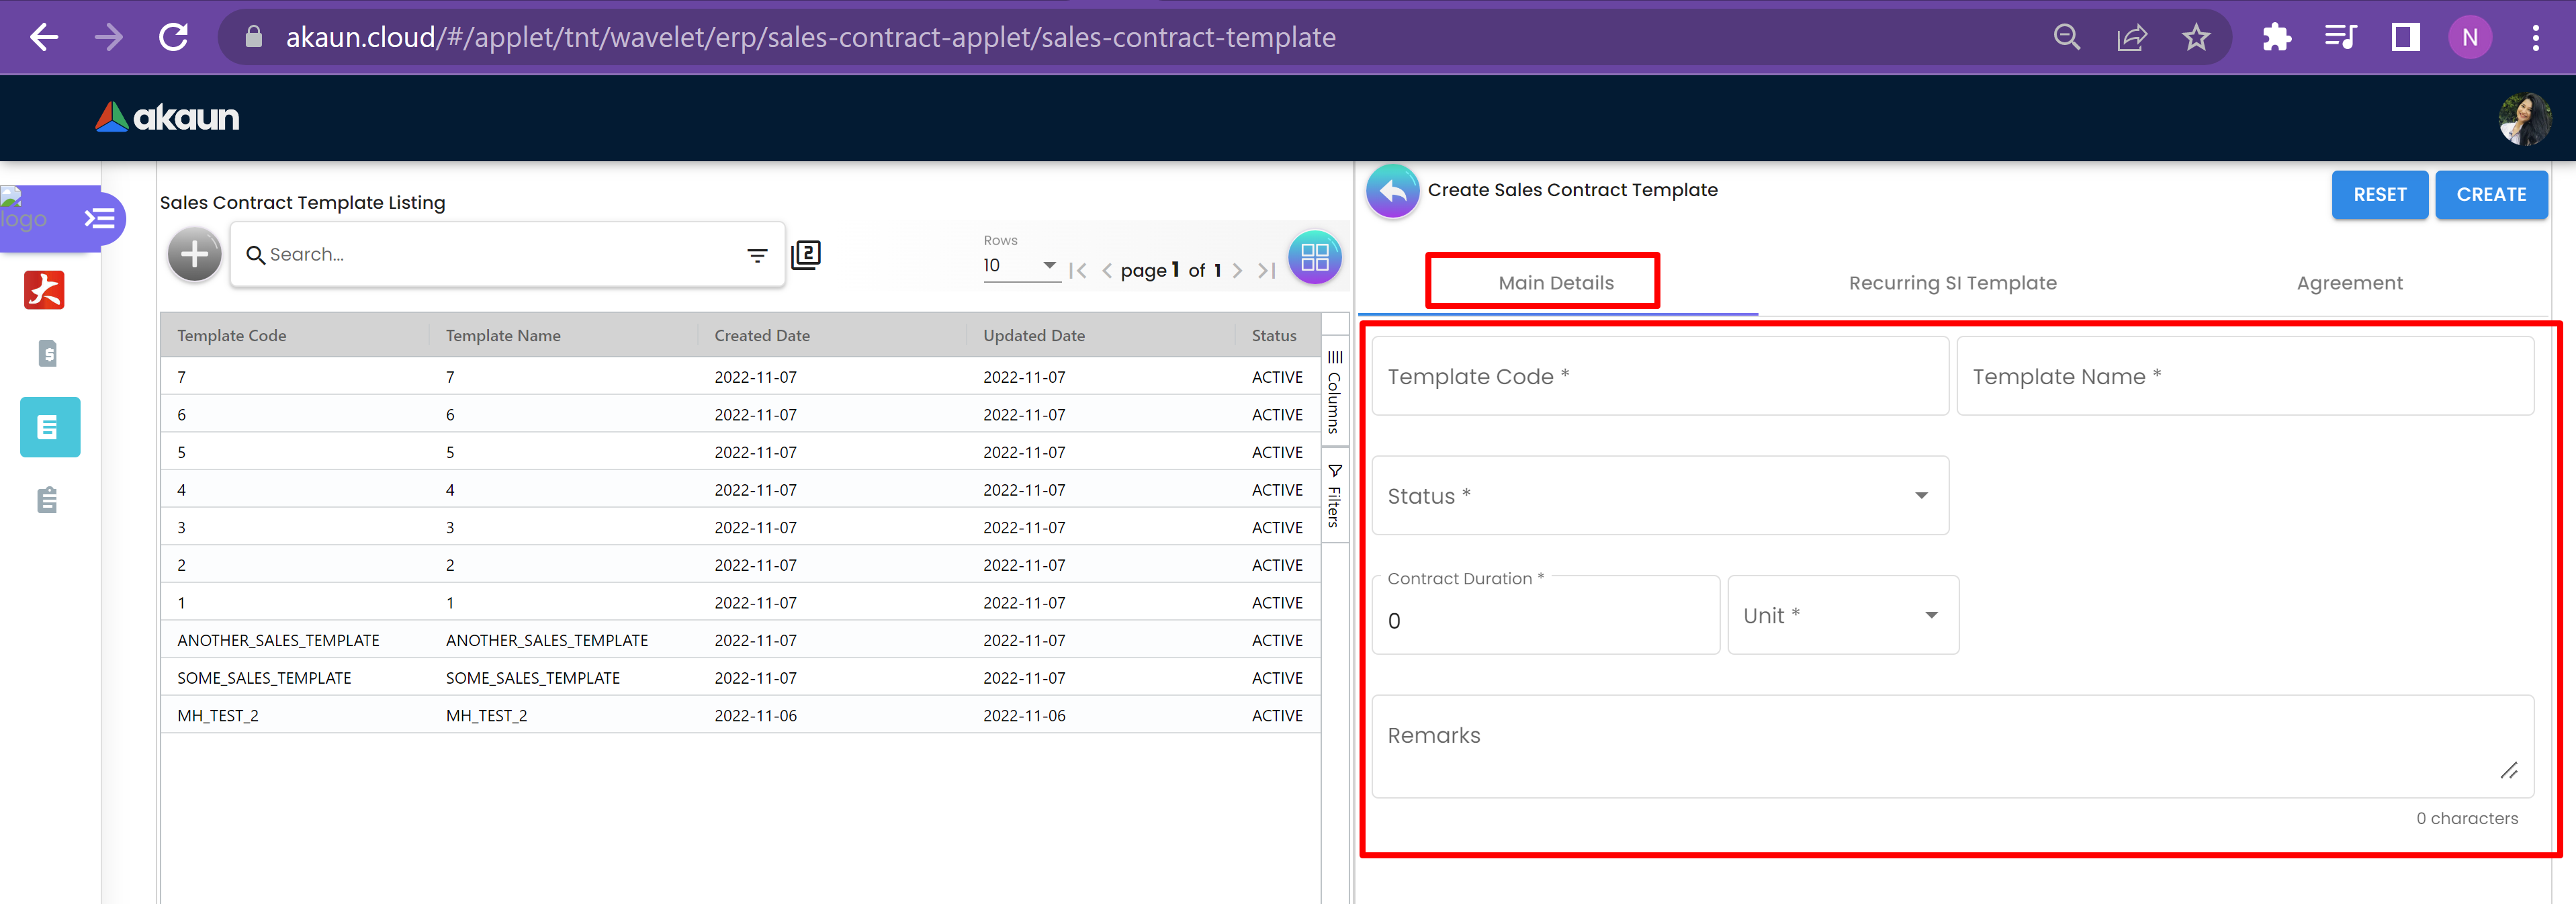 akaun.cloud/#/applet/tnt/wavelet/erp/sales-contract-applet/sales-contract-template
N
akaun
logo
Sales Contract Template Listing
Search...
2
Rows
10
page 1 of 1
Template Code Template Name Created Date Updated Date Status
7 7 2022-11-07 2022-11-07 ACTIVE
6 6 2022-11-07 2022-11-07 ACTIVE
5 5 2022-11-07 2022-11-07 ACTIVE
4 4 2022-11-07 2022-11-07 ACTIVE
3 3 2022-11-07 2022-11-07 ACTIVE
2 2 2022-11-07 2022-11-07 ACTIVE
1 1 2022-11-07 2022-11-07 ACTIVE
ANOTHER_SALES_TEMPLATE ANOTHER_SALES_TEMPLATE 2022-11-07 2022-11-07 ACTIVE
SOME_SALES_TEMPLATE SOME_SALES_TEMPLATE 2022-11-07 2022-11-07 ACTIVE
MH_TEST_2 MH_TEST_2 2022-11-06 2022-11-06 ACTIVE
Columns
Filters
Create Sales Contract Template
RESET CREATE
Main Details Recurring SI Template Agreement
Template Code * Template Name *
Status *
Contract Duration *
0
Unit *
Remarks
0 characters